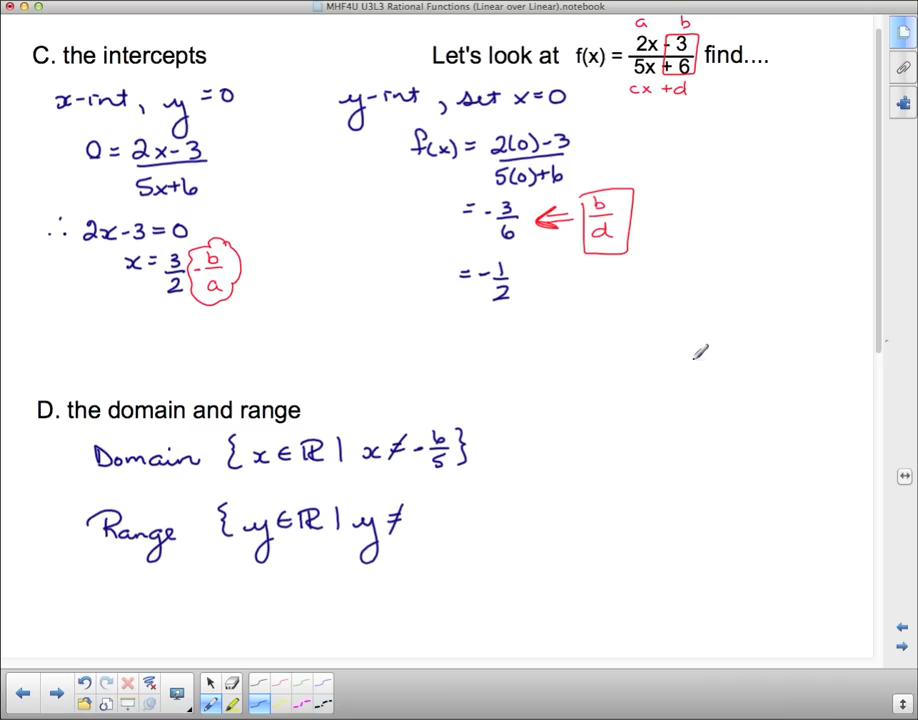 MHF4U U3L3 Rational Functions (Linear over Linear).notebook
a b
C. the intercepts
Let's look at f(x) = 2x - 3 / 5x + 6 find....
cx + d
x-int, y = 0
0 = 2x - 3 / 5x + 6
∴ 2x - 3 = 0
x = 3/2 - b/a
y-int, set x = 0
f(x) = 2(0) - 3 / 5(0) + 6
= - 3/6 ⇐ b/d
= - 1/2
D. the domain and range
Domain { x ∈ ℝ | x ≠ - 6/5 }
Range { y ∈ ℝ | y ≠